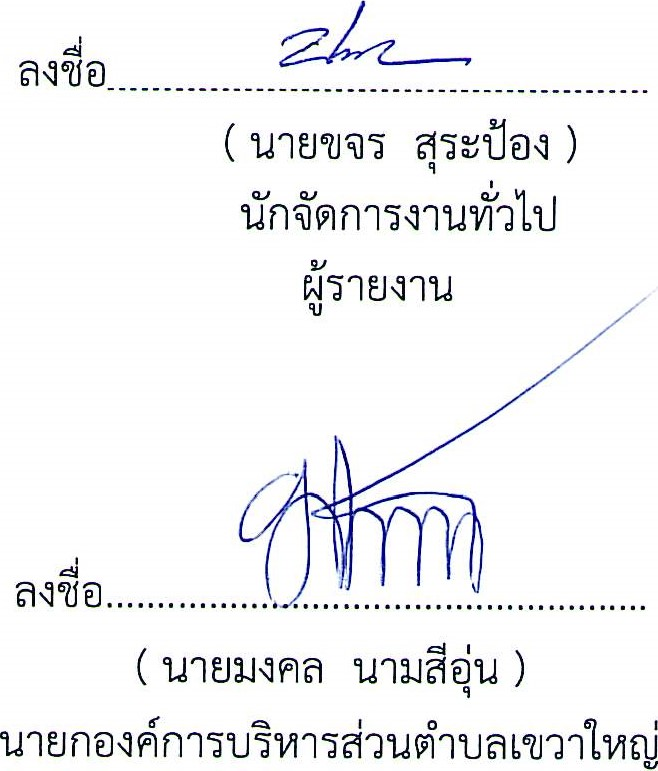 ลงชื่อ
( นายขจร สุระป้อง )
นักจัดการงานทั่วไป
ผู้รายงาน
ลงชื่อ
( นายมงคล นามสีอุ่น )
นายกองค์การบริหารส่วนตำบลเขวาใหญ่